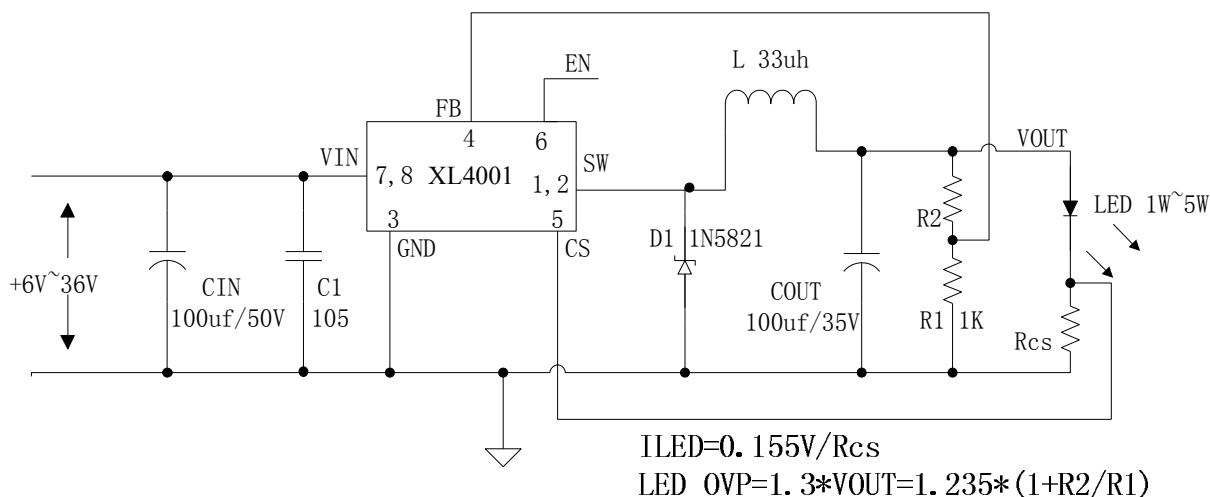 EN
L 33uh
FB
4
6
VOUT
VIN
SW
7, 8 XL4001
1, 2
LED 1W~5W
R2
3
5
D1 1N5821
GND
CS
+6V~36V
CIN
C1
COUT
100uf/50V
105
100uf/35V
R1 1K
Rcs
ILED=0.155V/Rcs
LED OVP=1.3*VOUT=1.235*(1+R2/R1)